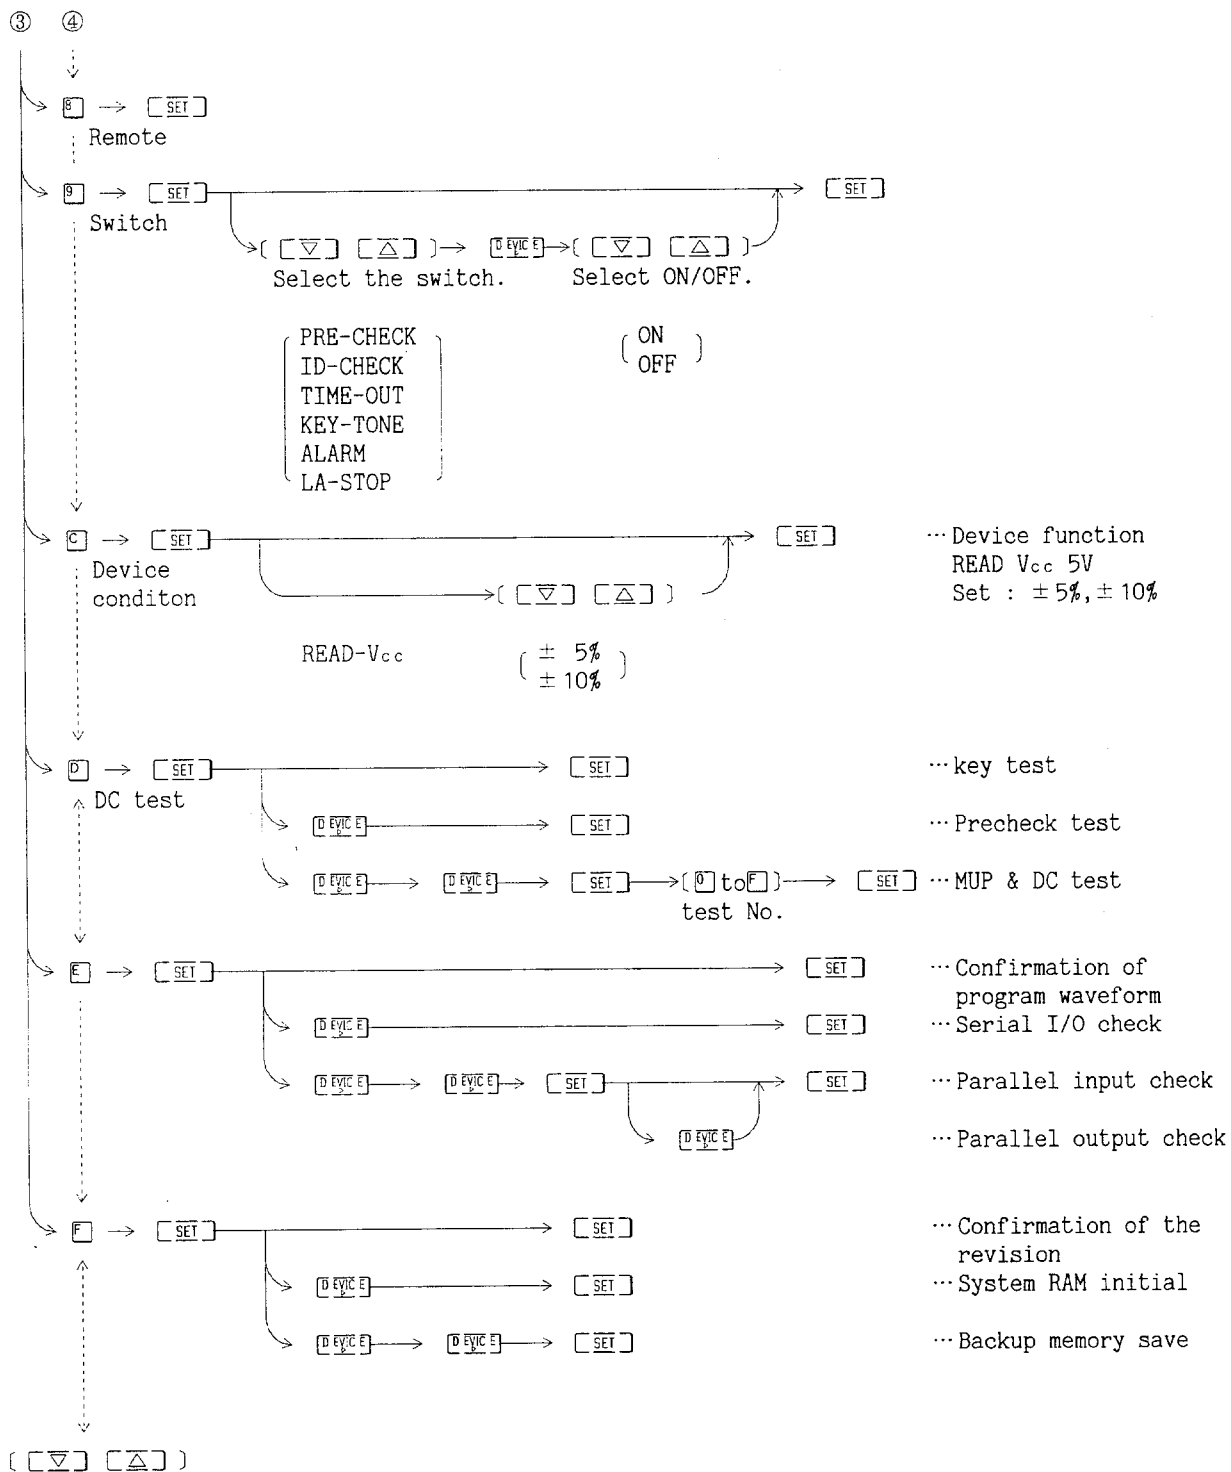 ③ ④
8 → SET
Remote
9 → SET → SET
Switch
( ▽ △ ) → DEVICE → ( ▽ △ )
Select the switch. Select ON/OFF.
PRE-CHECK
ID-CHECK
TIME-OUT
KEY-TONE
ALARM
LA-STOP
ON
OFF
C → SET → SET …Device function
Device
conditon
READ Vcc 5V
Set : ±5%, ±10%
→ ( ▽ △ )
READ-Vcc
± 5%
±10%
D → SET → SET …key test
DC test
DEVICE → SET …Precheck test
DEVICE → DEVICE → SET → ( 0 to F ) → SET …MUP & DC test
test No.
E → SET → SET …Confirmation of
program waveform
DEVICE → SET …Serial I/O check
DEVICE → DEVICE → SET → SET …Parallel input check
DEVICE …Parallel output check
F → SET → SET …Confirmation of the
revision
DEVICE → SET …System RAM initial
DEVICE → DEVICE → SET …Backup memory save
( ▽ △ )